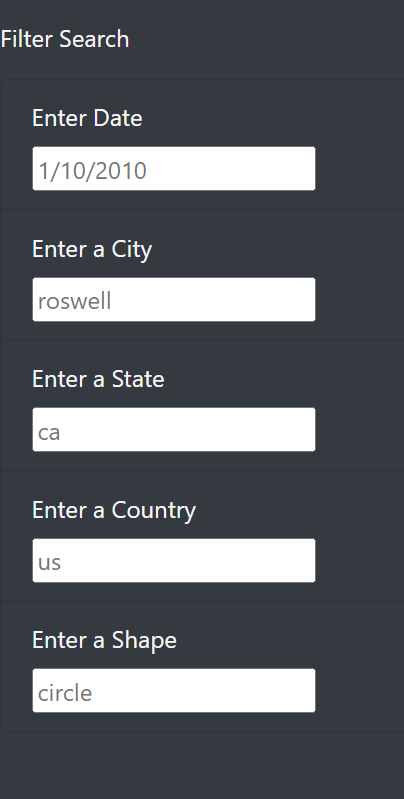 Filter Search
Enter Date
1/10/2010
Enter a City
roswell
Enter a State
ca
Enter a Country
us
Enter a Shape
circle